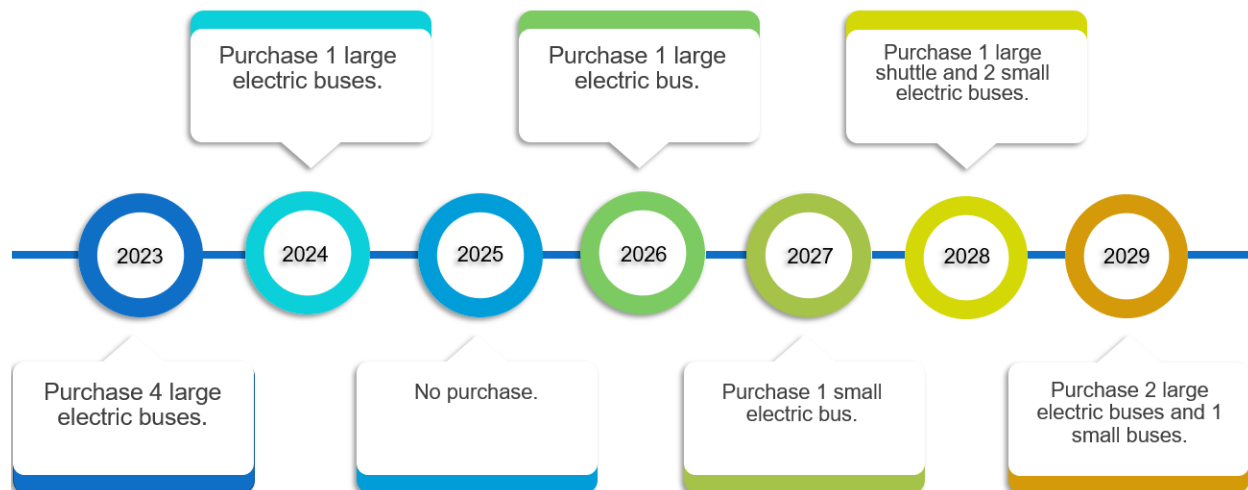 Purchase 1 large
electric buses.
Purchase 1 large
electric bus.
Purchase 1 large
shuttle and 2 small
electric buses.
2023
2024
2025
2026
2027
2028
2029
Purchase 4 large
electric buses.
No purchase.
Purchase 1 small
electric bus.
Purchase 2 large
electric buses and 1
small buses.